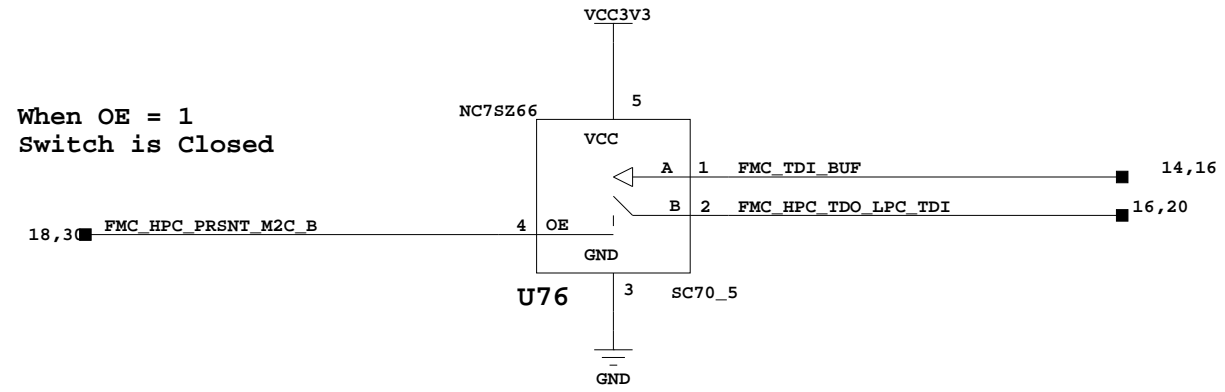 VCC3V3
5
NC7SZ66
When OE = 1
Switch is Closed
VCC
A 1 FMC_TDI_BUF 14,16
B 2 FMC_HPC_TDO_LPC_TDI 16,20
18,30 FMC_HPC_PRSNT_M2C_B 4 OE
GND
U76 3 SC70_5
GND